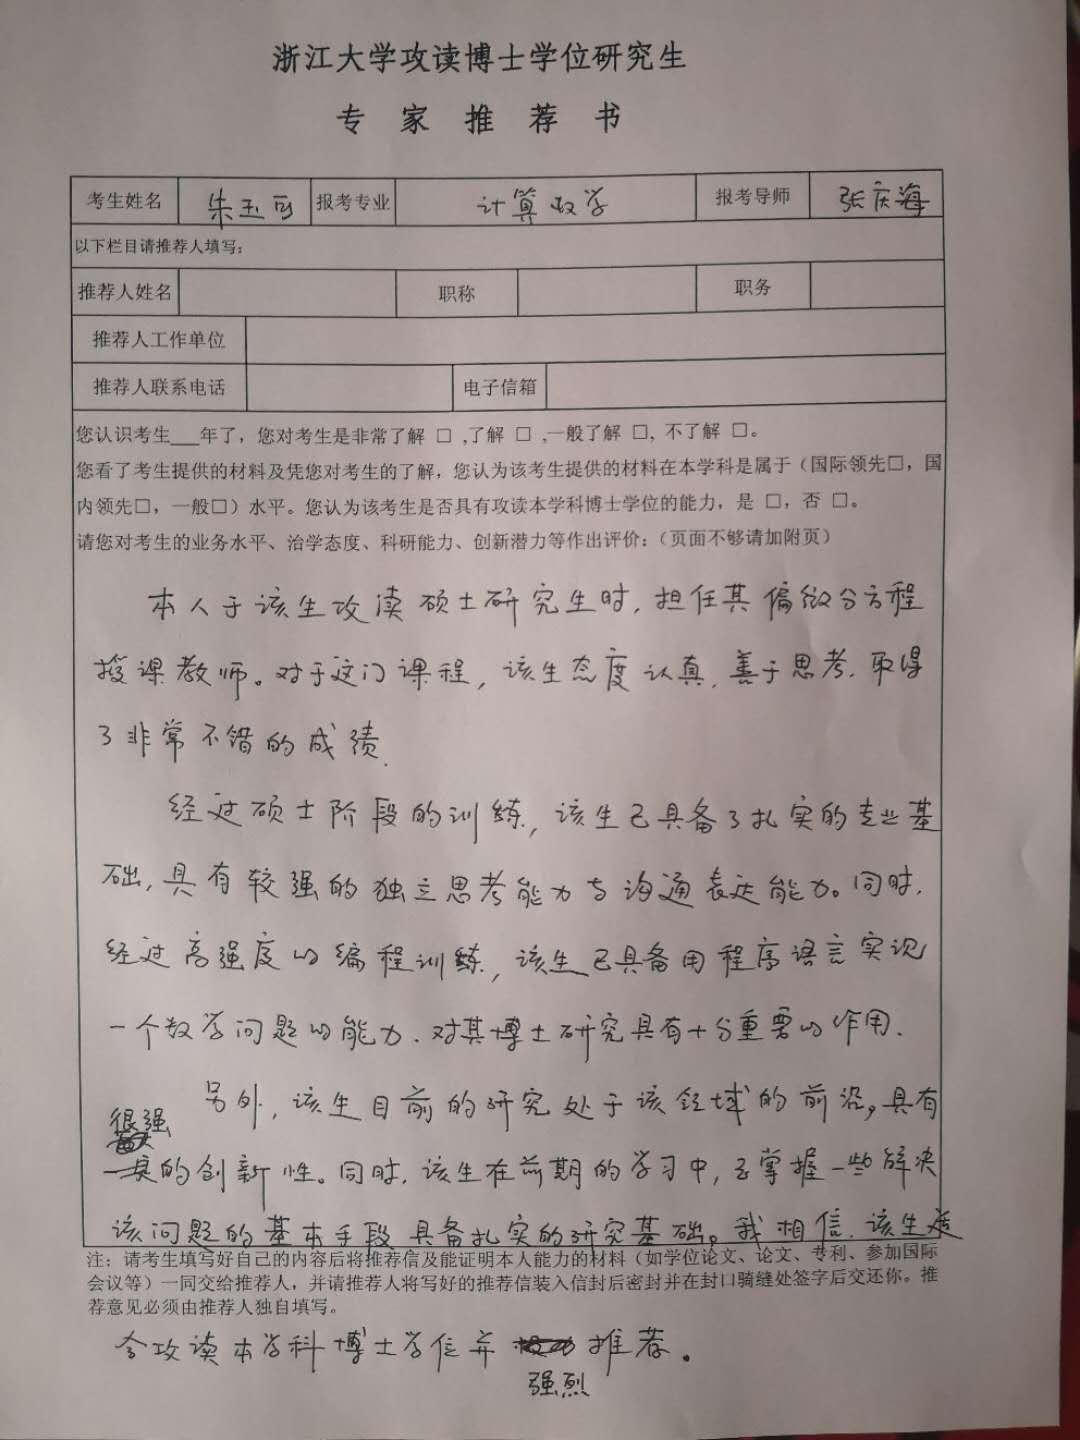 浙江大学攻读博士学位研究生
专 家 推 荐 书
考生姓名 朱玉可 报考专业 计算数学 报考导师 张庆海
以下栏目请推荐人填写：
推荐人姓名 职称 职务
推荐人工作单位
推荐人联系电话 电子信箱
您认识考生___年了，您对考生是非常了解 □ ,了解 □ ,一般了解 □, 不了解 □。
您看了考生提供的材料及凭您对考生的了解，您认为该考生提供的材料在本学科是属于（国际领先□，国
内领先□，一般□）水平。您认为该考生是否具有攻读本学科博士学位的能力，是 □，否 □。
请您对考生的业务水平、治学态度、科研能力、创新潜力等作出评价：（页面不够请加附页）
本人于该生攻读硕士研究生时，担任其偏微分方程
授课教师。对于这门课程，该生态度认真，善于思考，取得
了非常不错的成绩.
经过硕士阶段的训练，该生已具备了扎实的专业基
础，具有较强的独立思考能力与沟通表达能力。同时，
经过高强度的编程训练，该生已具备用程序语言实现
一个数学问题的能力．对其博士研究具有十分重要的作用．
另外，该生目前的研究处于该领域的前沿，具有
很强
的创新性。同时，该生在前期的学习中，已掌握一些解决
该问题的基本手段，具备扎实的研究基础。我相信，该生适
注：请考生填写好自己的内容后将推荐信及能证明本人能力的材料（如学位论文、论文、专利、参加国际
会议等）一同交给推荐人，并请推荐人将写好的推荐信装入信封后密封并在封口骑缝处签字后交还你。推
荐意见必须由推荐人独自填写。
合攻读本学科博士学位并 推荐．
强烈